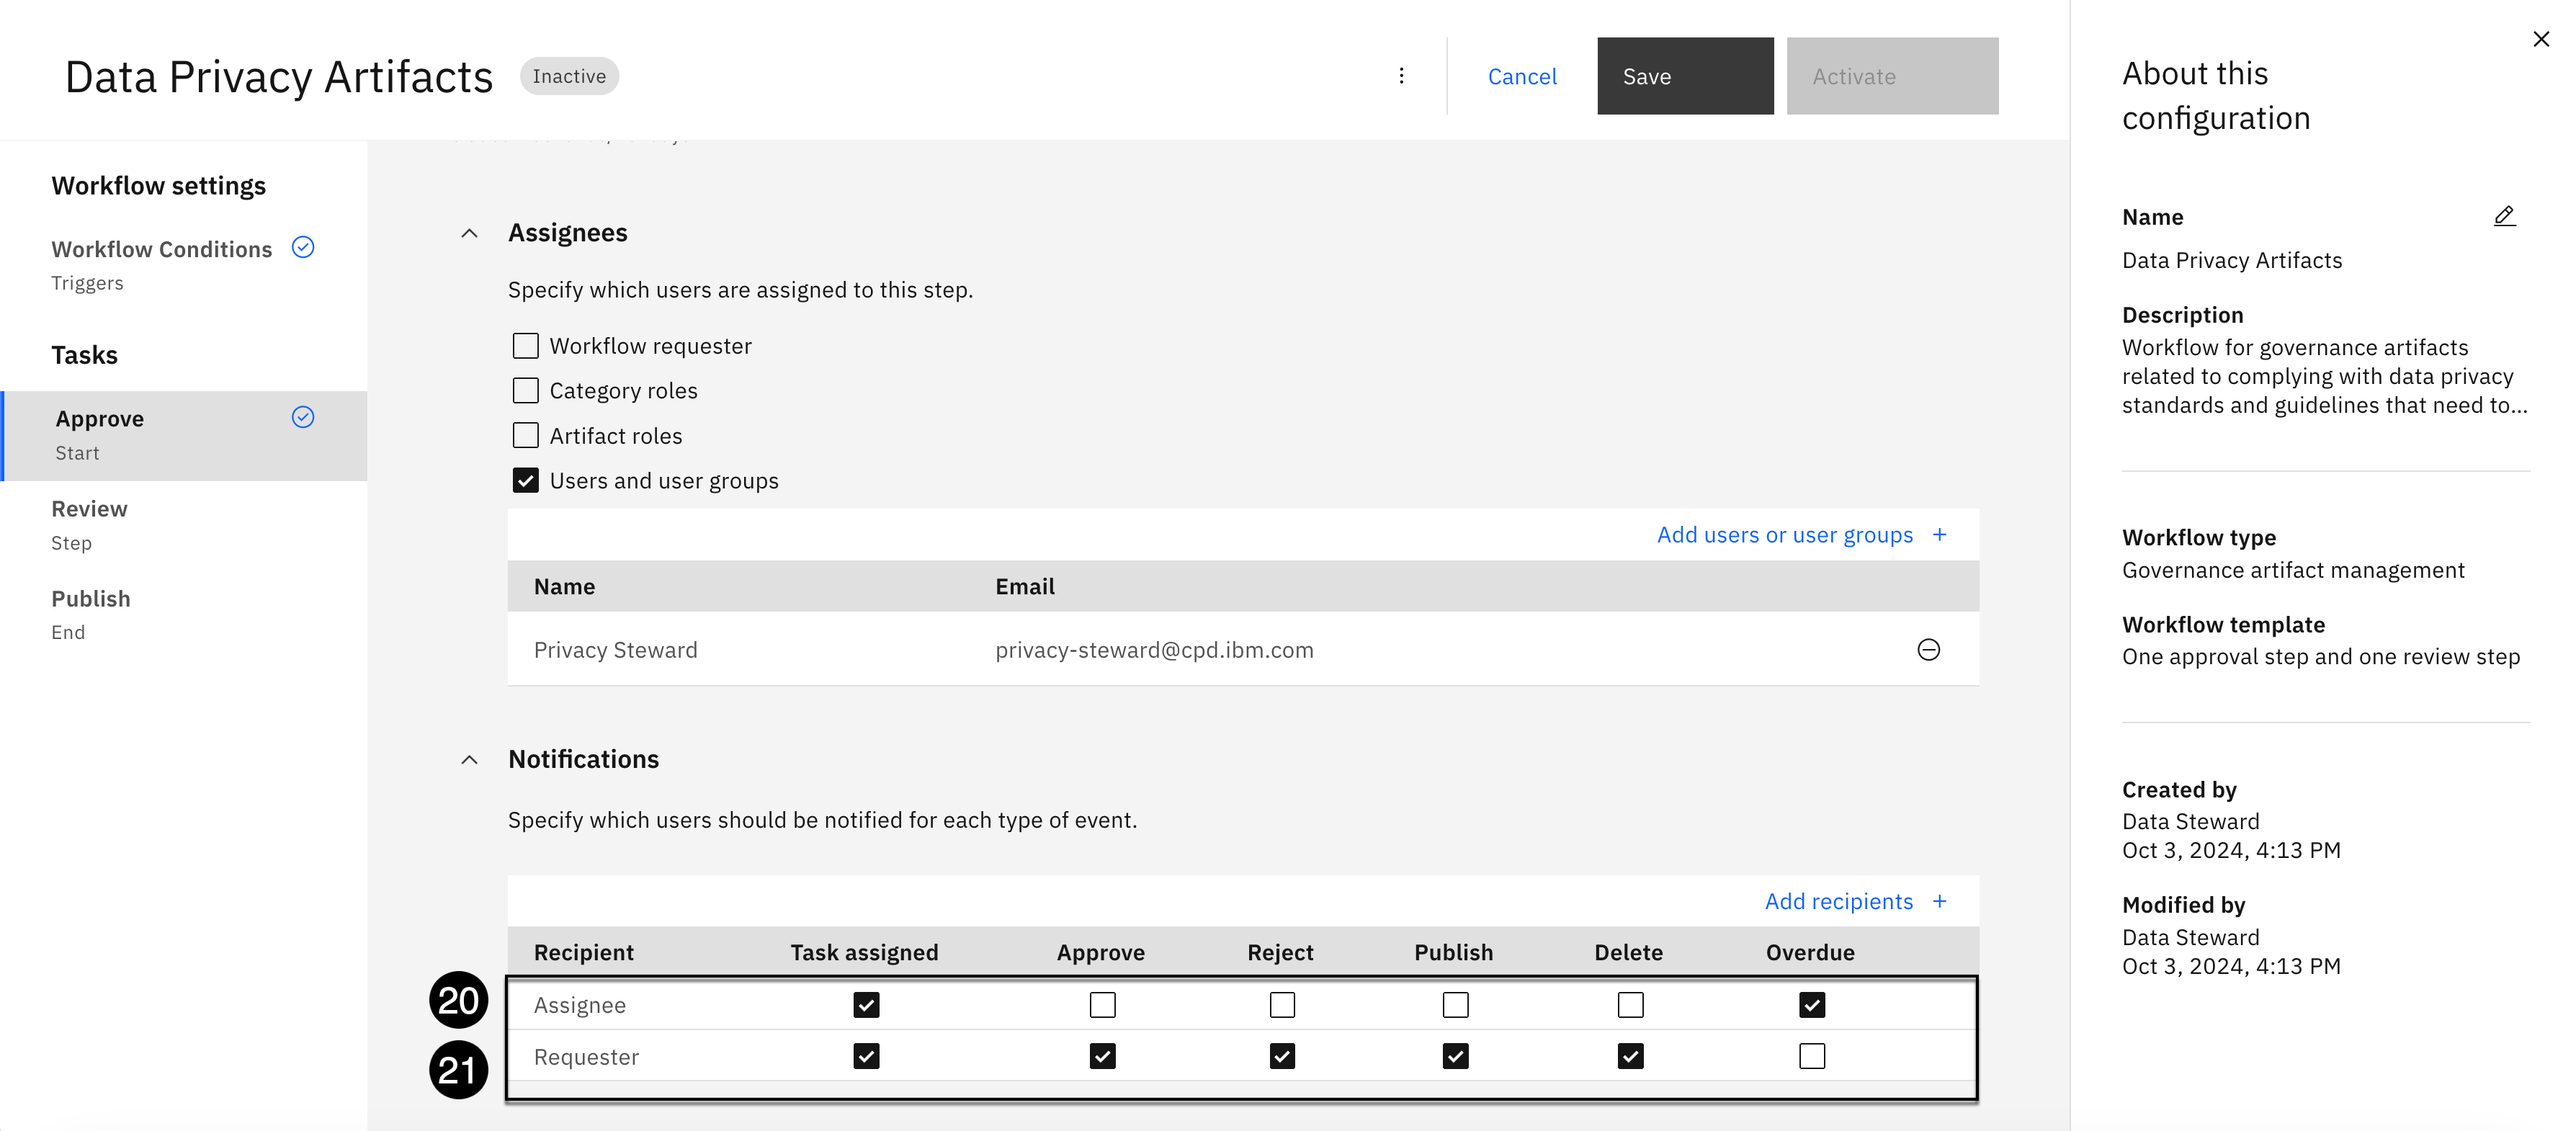 Data Privacy Artifacts Inactive
Cancel Save Activate
Workflow settings
Workflow Conditions
Triggers
Tasks
Approve
Start
Review
Step
Publish
End
Assignees
Specify which users are assigned to this step.
Workflow requester
Category roles
Artifact roles
Users and user groups
Add users or user groups +
Name Email
Privacy Steward privacy-steward@cpd.ibm.com
Notifications
Specify which users should be notified for each type of event.
Add recipients +
Recipient Task assigned Approve Reject Publish Delete Overdue
20 Assignee
21 Requester
About this
configuration
Name
Data Privacy Artifacts
Description
Workflow for governance artifacts
related to complying with data privacy
standards and guidelines that need to...
Workflow type
Governance artifact management
Workflow template
One approval step and one review step
Created by
Data Steward
Oct 3, 2024, 4:13 PM
Modified by
Data Steward
Oct 3, 2024, 4:13 PM